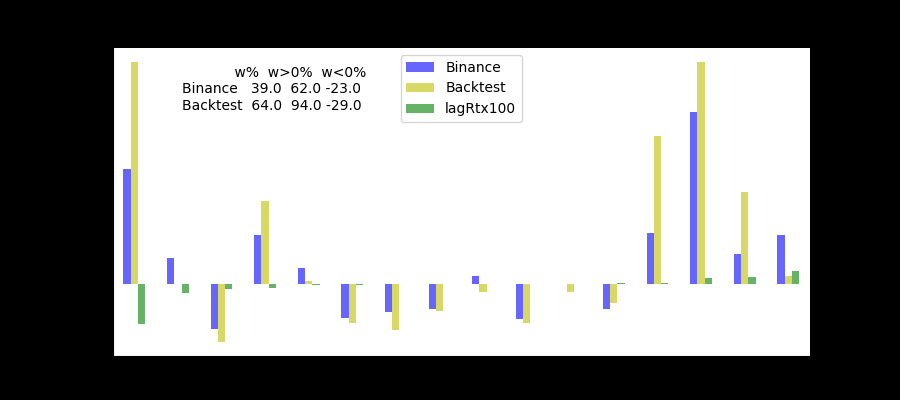 w% w>0% w<0%
Binance 39.0 62.0 -23.0
Backtest 64.0 94.0 -29.0
Binance
Backtest
lagRtx100